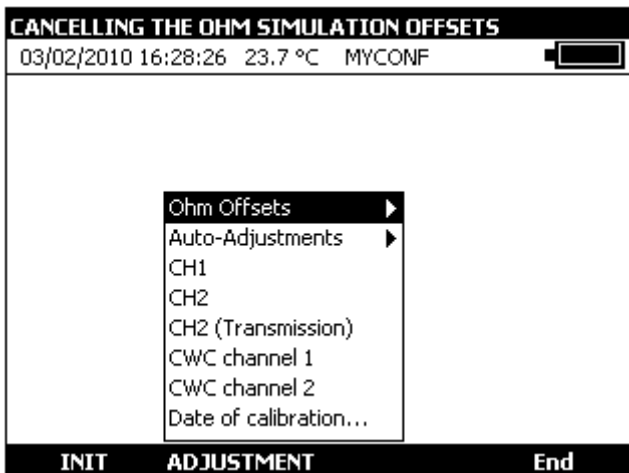 CANCELLING THE OHM SIMULATION OFFSETS
03/02/2010 16:28:26 23.7 °C MYCONF
Ohm Offsets
Auto-Adjustments
CH1
CH2
CH2 (Transmission)
CWC channel 1
CWC channel 2
Date of calibration...
INIT ADJUSTMENT End